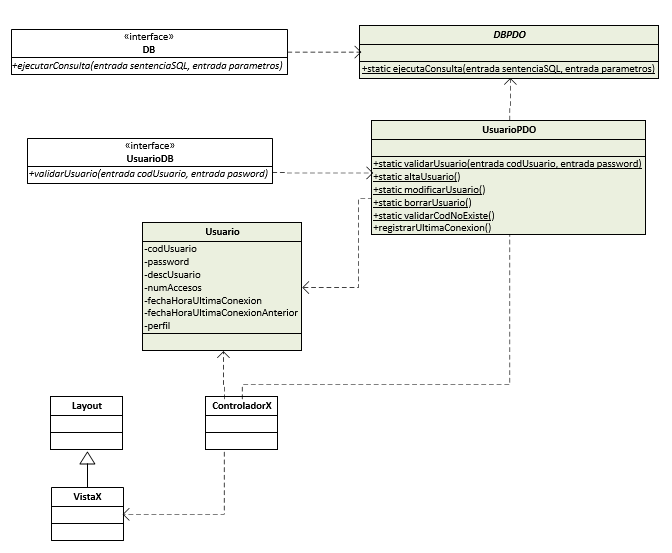 «interface»
DB
+ejecutarConsulta(entrada sentenciaSQL, entrada parametros)
DBPDO
+static ejecutaConsulta(entrada sentenciaSQL, entrada parametros)
«interface»
UsuarioDB
+validarUsuario(entrada codUsuario, entrada pasword)
UsuarioPDO
+static validarUsuario(entrada codUsuario, entrada password)
+static altaUsuario()
+static modificarUsuario()
+static borrarUsuario()
+static validarCodNoExiste()
+registrarUltimaConexion()
Usuario
-codUsuario
-password
-descUsuario
-numAccesos
-fechaHoraUltimaConexion
-fechaHoraUltimaConexionAnterior
-perfil
Layout
ControladorX
VistaX